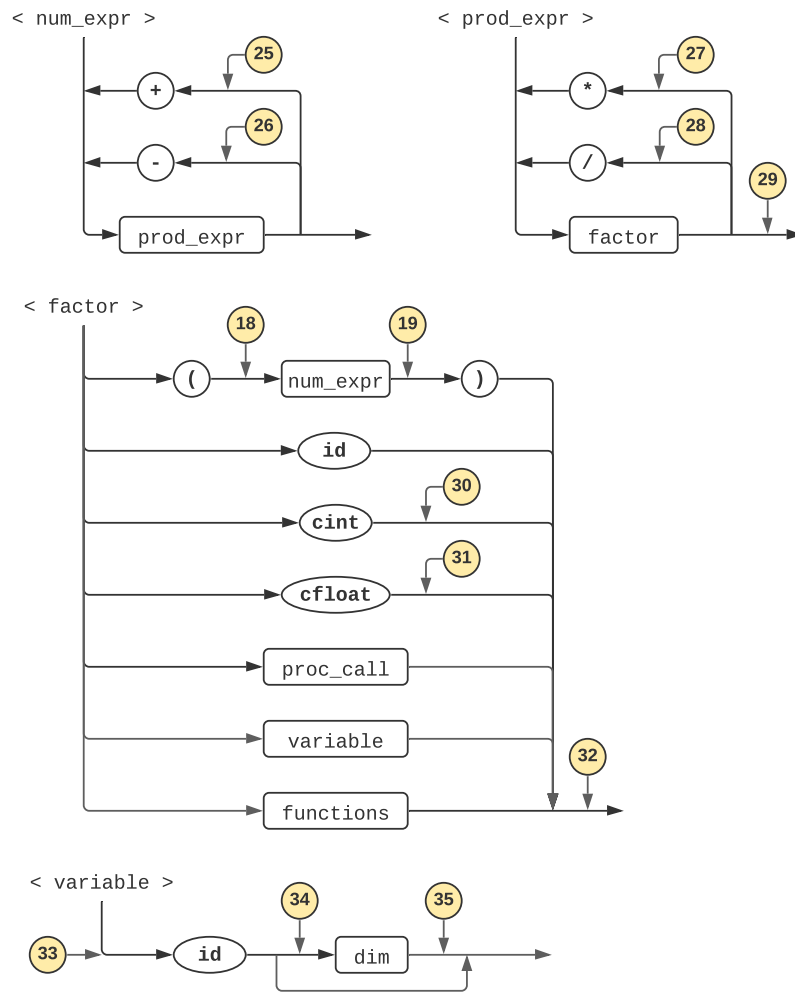 < num_expr >
< prod_expr >
25
27
+
*
26
28
-
/
29
prod_expr
factor
< factor >
18
19
(
num_expr
)
id
30
cint
31
cfloat
proc_call
variable
32
functions
< variable >
34
35
33
id
dim